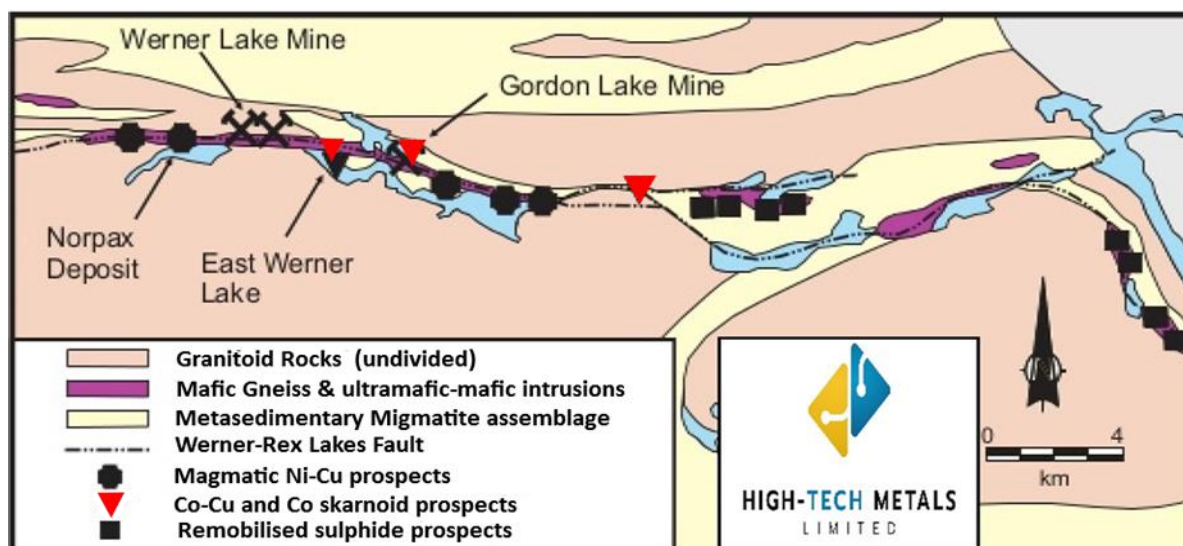 Werner Lake Mine
Gordon Lake Mine
Norpax
Deposit
East Werner
Lake
Granitoid Rocks (undivided)
Mafic Gneiss & ultramafic-mafic intrusions
Metasedimentary Migmatite assemblage
Werner-Rex Lakes Fault
Magmatic Ni-Cu prospects
Co-Cu and Co skarnoid prospects
Remobilised sulphide prospects
HIGH-TECH METALS
LIMITED
0 4
km